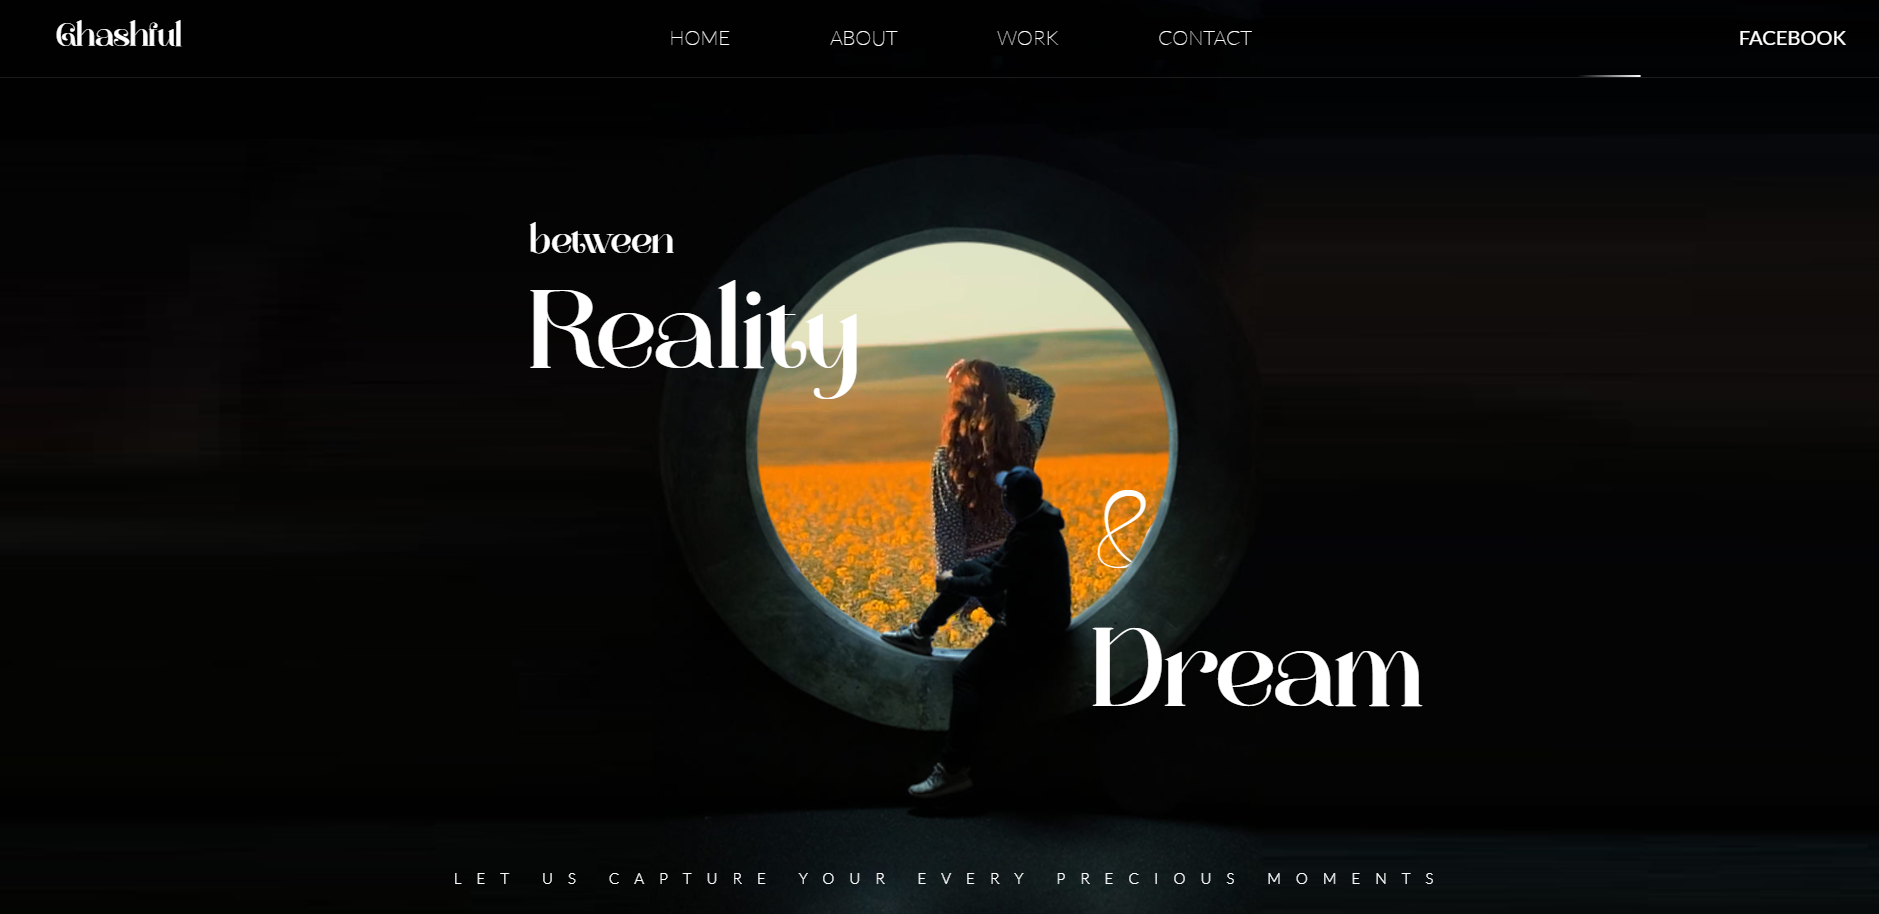 Ghashful
HOME ABOUT WORK CONTACT FACEBOOK
between
Reality
&
Dream
LET US CAPTURE YOUR EVERY PRECIOUS MOMENTS